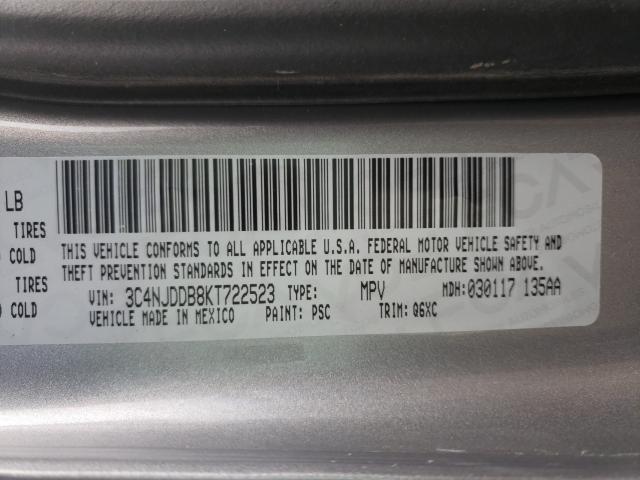 LB
TIRES
COLD
TIRES
COLD
THIS VEHICLE CONFORMS TO ALL APPLICABLE U.S.A. FEDERAL MOTOR VEHICLE SAFETY AND
THEFT PREVENTION STANDARDS IN EFFECT ON THE DATE OF MANUFACTURE SHOWN ABOVE.
VIN: 3C4NJDDB8KT722523 TYPE: MPV MDH: 030117 135AA
VEHICLE MADE IN MEXICO PAINT: PSC TRIM: Q6XC